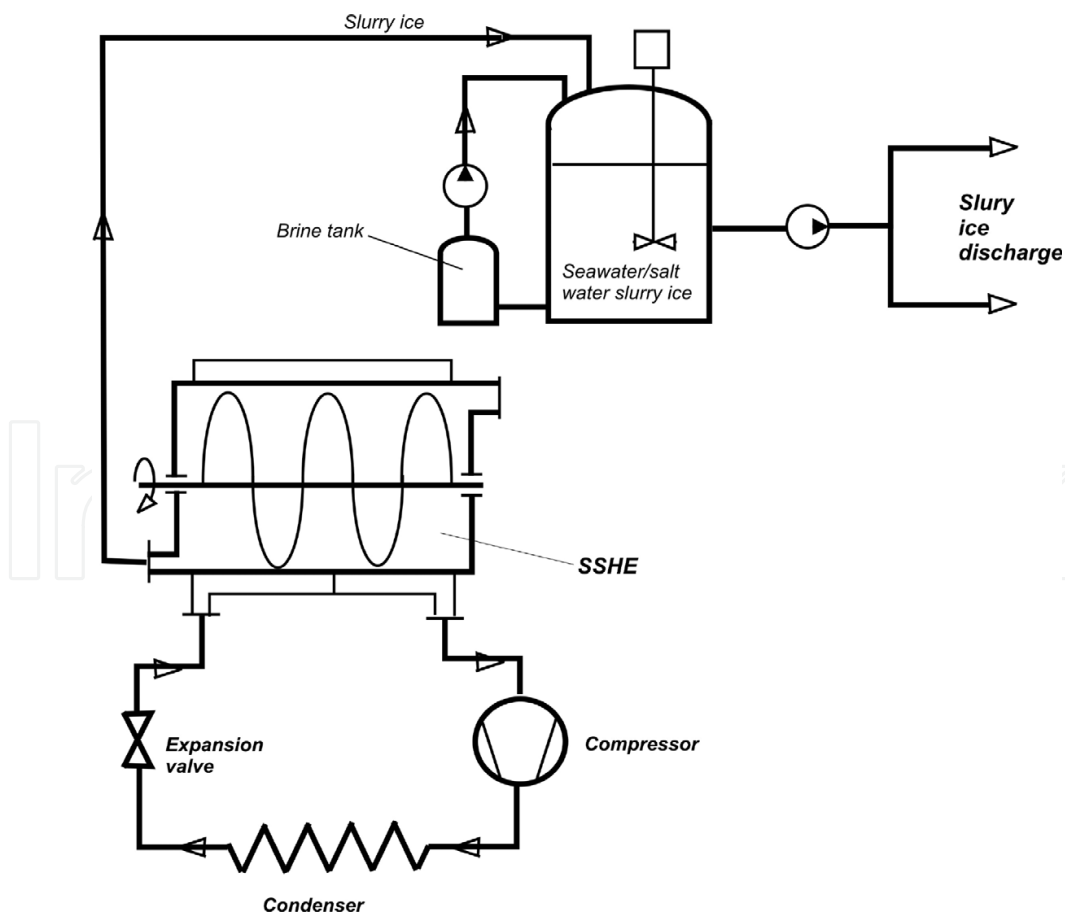 Slurry ice
Brine tank
Seawater/salt
water slurry ice
Slury
ice
discharge
SSHE
Expansion
valve
Compressor
Condenser